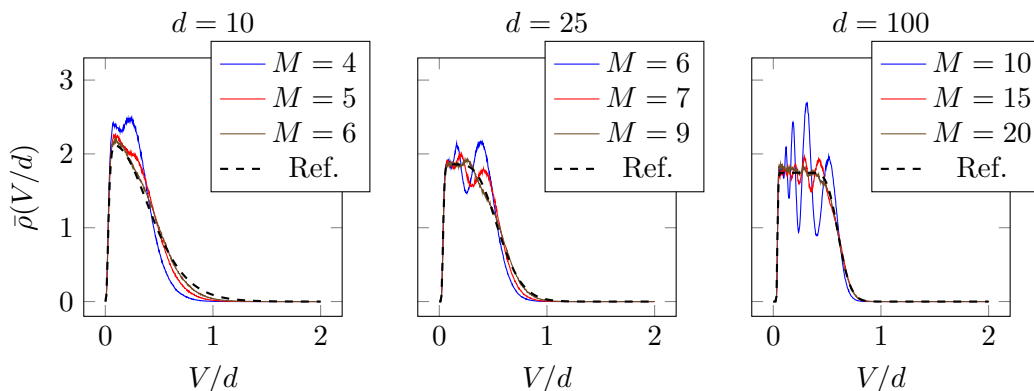 d = 10
M = 4
M = 5
M = 6
Ref.
3
2
1
0
ρ̄(V/d)
0 1 2
V/d
d = 25
M = 6
M = 7
M = 9
Ref.
0 1 2
V/d
d = 100
M = 10
M = 15
M = 20
Ref.
0 1 2
V/d